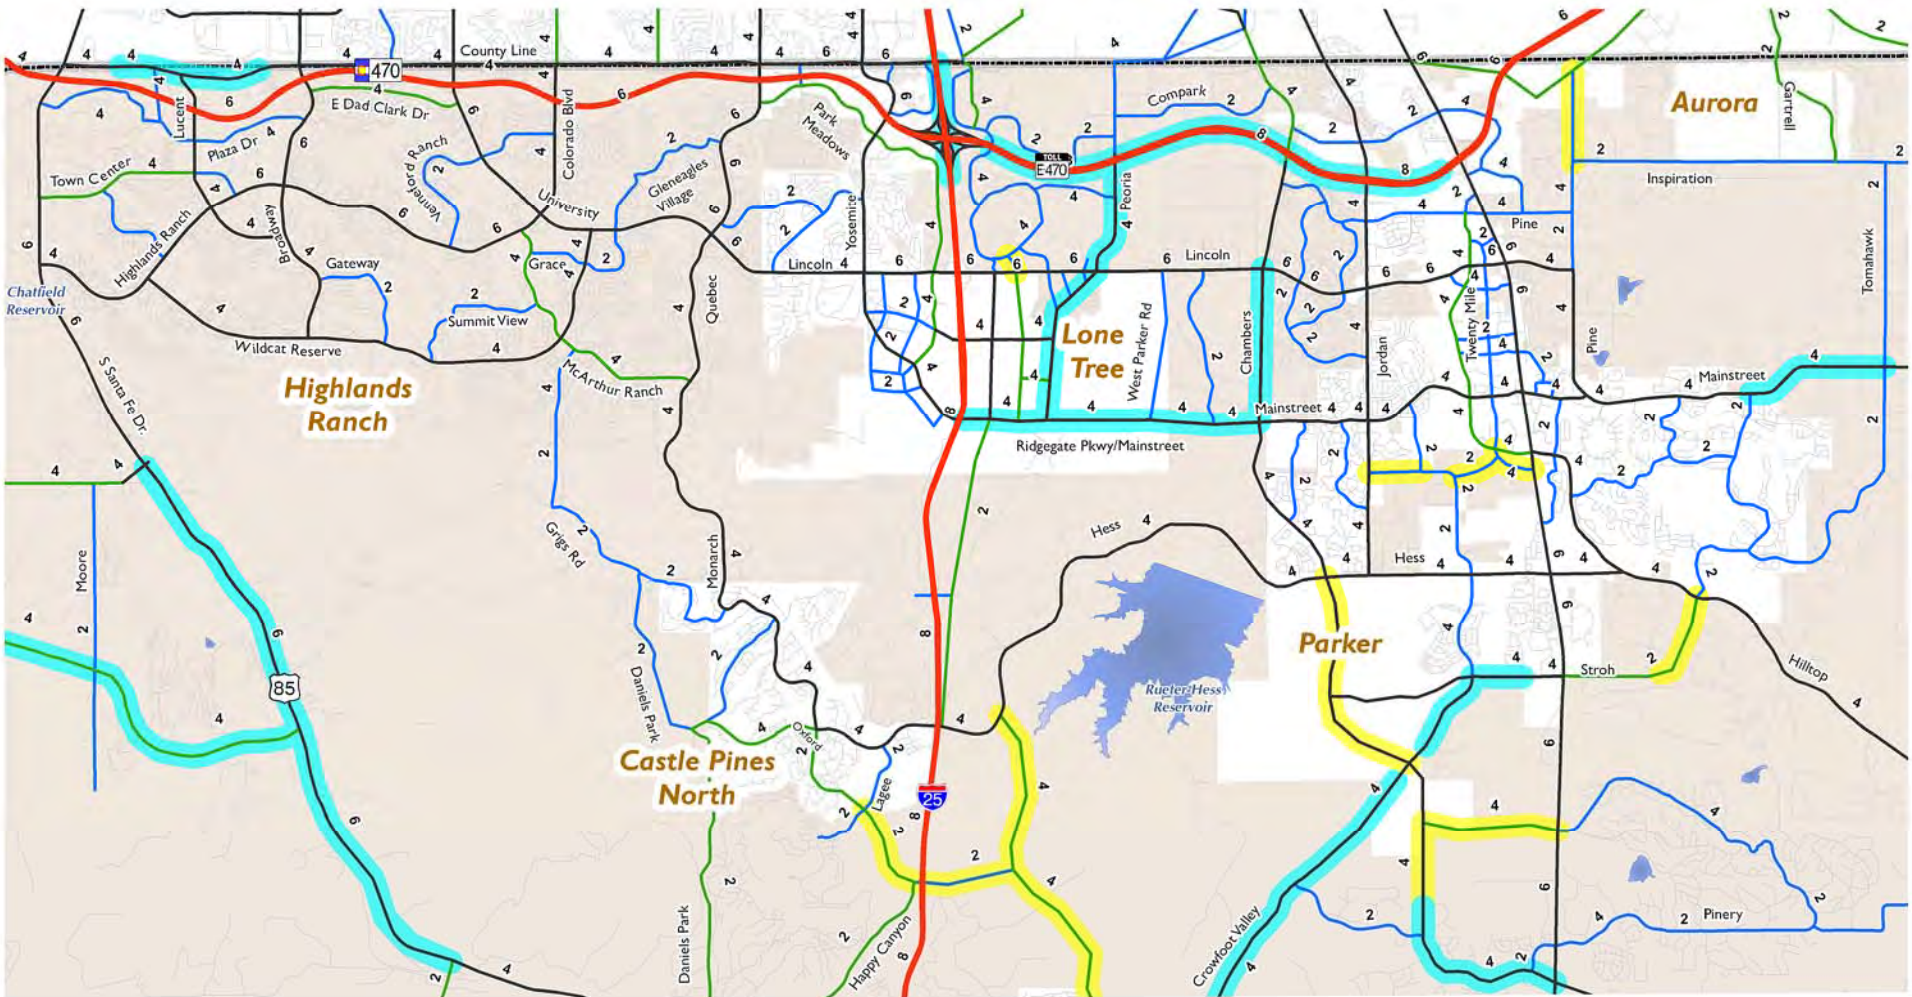 County Line
470
E Dad Clark Dr
Lucent
Plaza Dr
Town Center
Highlands Ranch
Broadway
Venneford Ranch
Colorado Blvd
University
Gleneagles
Village
Park
Meadows
Yosemite
Compark
TOLL
E470
Peoria
Aurora
Gartrell
Inspiration
Tomahawk
Pine
Chatfield
Reservoir
Gateway
Grace
Summit View
Wildcat Reserve
Quebec
Lincoln
Lincoln
Lone
Tree
West Parker Rd
Chambers
Jordan
Twenty Mile
Pine
Mainstreet
Mainstreet
Ridgegate Pkwy/Mainstreet
S Santa Fe Dr.
Highlands
Ranch
McArthur Ranch
Grigs Rd
Monarch
Hess
Hess
Moore
85
Daniels Park
Oxford
Castle Pines
North
Lagee
25
Rueter-Hess
Reservoir
Parker
Stroh
Hilltop
Daniels Park
Happy Canyon
Crowfoot Valley
Pinery